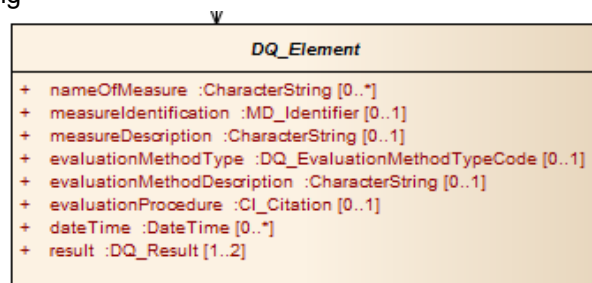 DQ_Element
+ nameOfMeasure :CharacterString [0..*]
+ measureIdentification :MD_Identifier [0..1]
+ measureDescription :CharacterString [0..1]
+ evaluationMethodType :DQ_EvaluationMethodTypeCode [0..1]
+ evaluationMethodDescription :CharacterString [0..1]
+ evaluationProcedure :CI_Citation [0..1]
+ dateTime :DateTime [0..*]
+ result :DQ_Result [1..2]